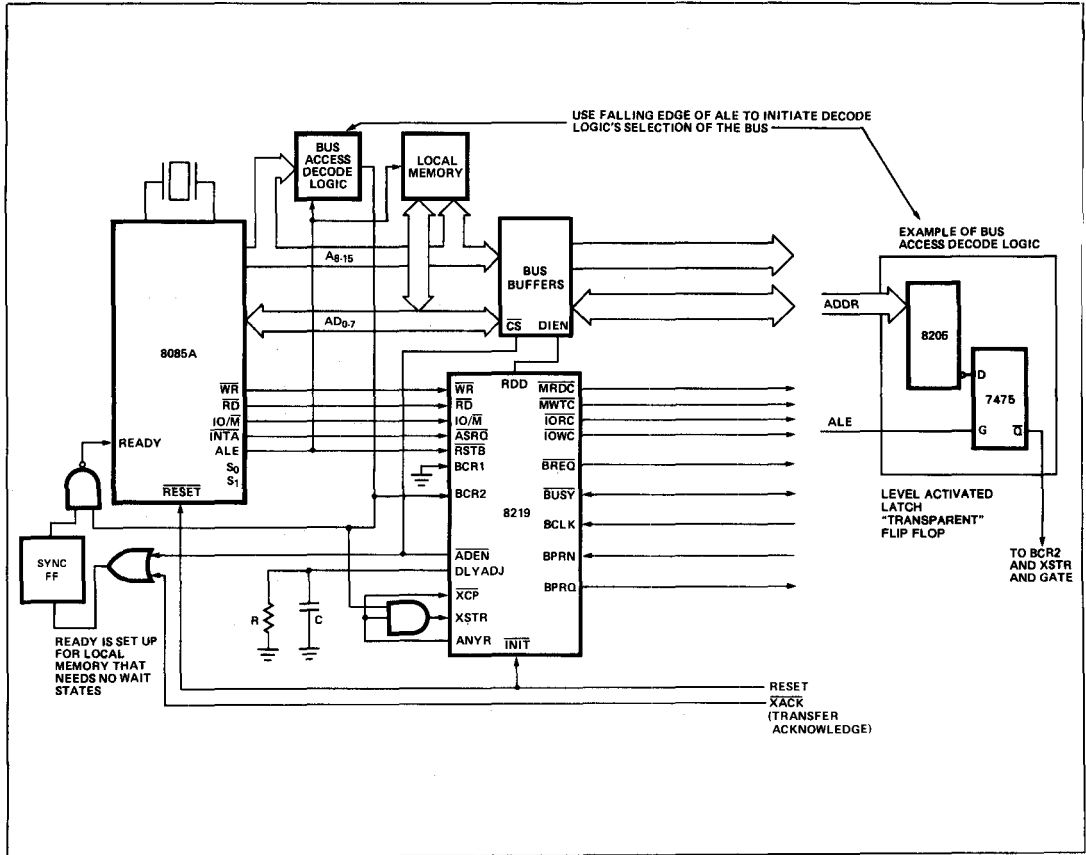 USE FALLING EDGE OF ALE TO INITIATE DECODE
LOGIC'S SELECTION OF THE BUS
BUS
ACCESS
DECODE
LOGIC
LOCAL
MEMORY
EXAMPLE OF BUS
ACCESS DECODE LOGIC
A8-15
BUS
BUFFERS
CS DIEN
AD0-7
ADDR
8205
D
7475
G Q
ALE
8085A
WR
RD
IO/M
INTA
ALE
S0
S1
READY
RESET
RDD
WR
RD
IO/M
ASRQ
RSTB
BCR1
BCR2
8219
ADEN
DLYADJ
XCP
XSTR
ANYR
INIT
MRDC
MWTC
IORC
IOWC
BREQ
BUSY
BCLK
BPRN
BPRO
LEVEL ACTIVATED
LATCH
"TRANSPARENT"
FLIP FLOP
TO BCR2
AND XSTR
AND GATE
SYNC
FF
R
C
READY IS SET UP
FOR LOCAL
MEMORY THAT
NEEDS NO WAIT
STATES
RESET
XACK
(TRANSFER
ACKNOWLEDGE)